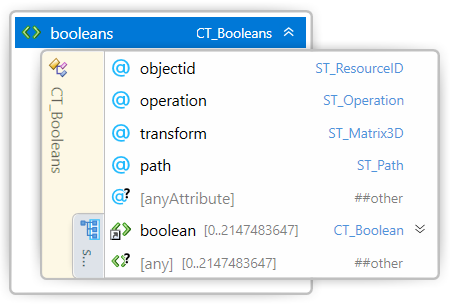 booleans CT_Booleans
CT_Booleans
@ objectid ST_ResourceID
@ operation ST_Operation
@ transform ST_Matrix3D
@ path ST_Path
@? [anyAttribute] ##other
boolean [0..2147483647] CT_Boolean
[any] [0..2147483647] ##other
S...